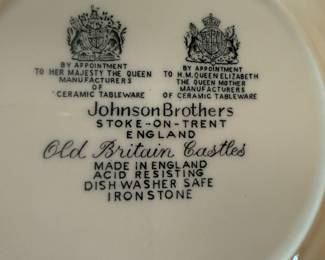 BY APPOINTMENT
TO HER MAJESTY THE QUEEN
MANUFACTURERS
OF
CERAMIC TABLEWARE
BY APPOINTMENT
TO H.M. QUEEN ELIZABETH
THE QUEEN MOTHER
MANUFACTURERS
OF CERAMIC TABLEWARE
Johnson Brothers
STOKE-ON-TRENT
ENGLAND
Old Britain Castles
MADE IN ENGLAND
ACID RESISTING
DISH WASHER SAFE
IRONSTONE